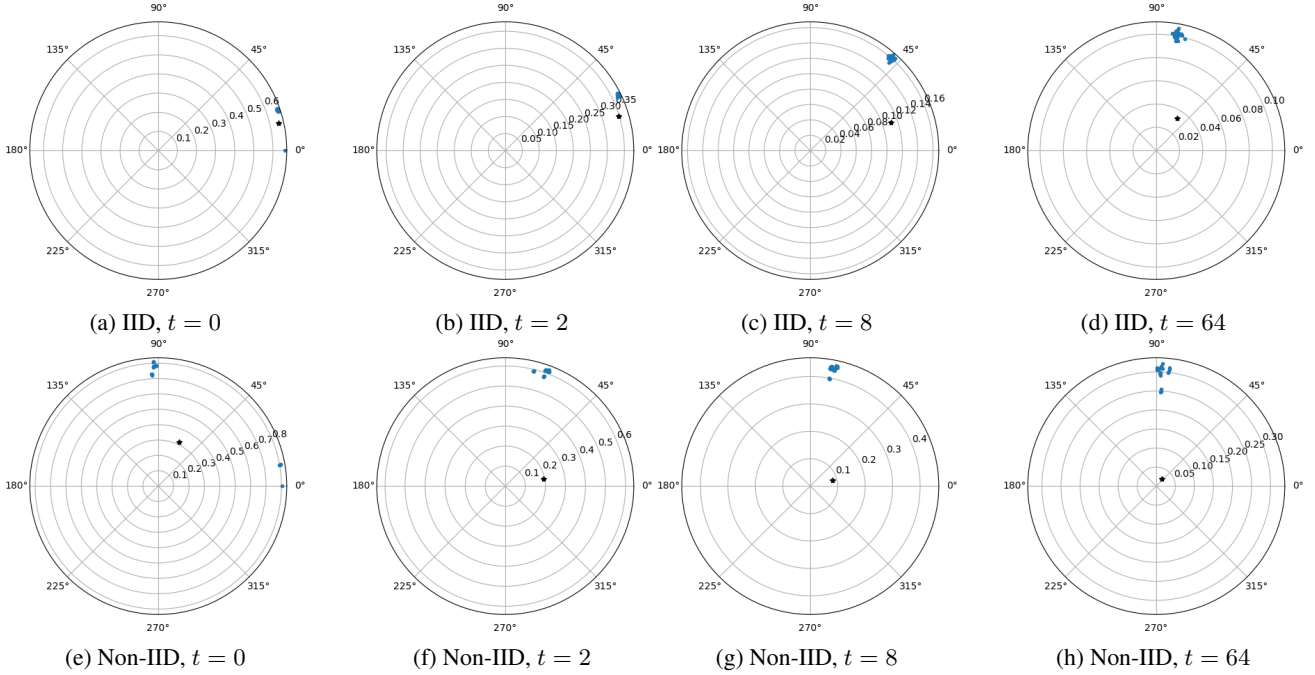 90°
135° 45°
180° 0°
225° 315°
270°
0.1 0.2 0.3 0.4 0.5 0.6
(a) IID, t = 0
90°
135° 45°
180° 0°
225° 315°
270°
0.05 0.10 0.15 0.20 0.25 0.30 0.35
(b) IID, t = 2
90°
135° 45°
180° 0°
225° 315°
270°
0.02 0.04 0.06 0.08 0.10 0.12 0.14 0.16
(c) IID, t = 8
90°
135° 45°
180° 0°
225° 315°
270°
0.02 0.04 0.06 0.08 0.10
(d) IID, t = 64
90°
135° 45°
180° 0°
225° 315°
270°
0.1 0.2 0.3 0.4 0.5 0.6 0.7 0.8
(e) Non-IID, t = 0
90°
135° 45°
180° 0°
225° 315°
270°
0.1 0.2 0.3 0.4 0.5 0.6
(f) Non-IID, t = 2
90°
135° 45°
180° 0°
225° 315°
270°
0.1 0.2 0.3 0.4
(g) Non-IID, t = 8
90°
135° 45°
180° 0°
225° 315°
270°
0.05 0.10 0.15 0.20 0.25 0.30
(h) Non-IID, t = 64